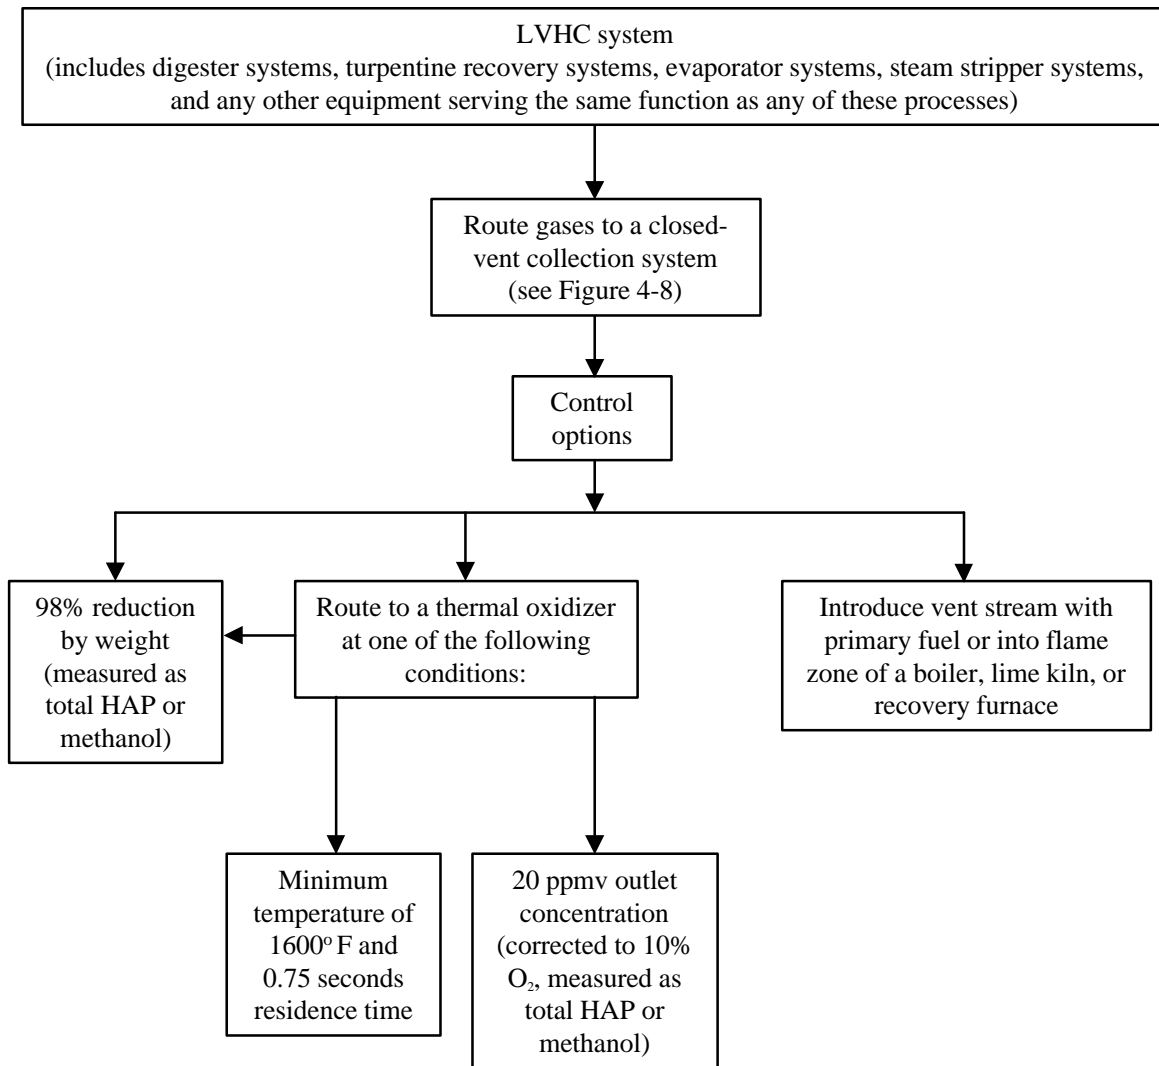 LVHC system
(includes digester systems, turpentine recovery systems, evaporator systems, steam stripper systems,
and any other equipment serving the same function as any of these processes)
Route gases to a closed-
vent collection system
(see Figure 4-8)
Control
options
98% reduction
by weight
(measured as
total HAP or
methanol)
Route to a thermal oxidizer
at one of the following
conditions:
Introduce vent stream with
primary fuel or into flame
zone of a boiler, lime kiln, or
recovery furnace
Minimum
temperature of
1600° F and
0.75 seconds
residence time
20 ppmv outlet
concentration
(corrected to 10%
O₂, measured as
total HAP or
methanol)